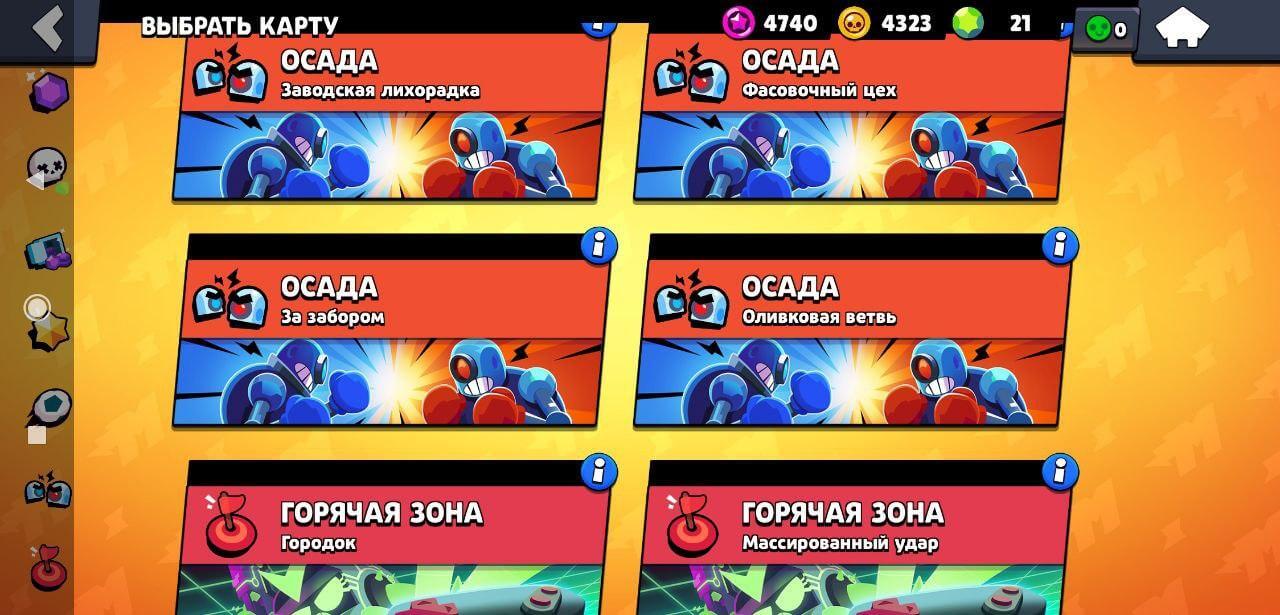 ВЫБРАТЬ КАРТУ
4740
4323
21
0
ОСАДА
Заводская лихорадка
ОСАДА
Фасовочный цех
ОСАДА
За забором
ОСАДА
Оливковая ветвь
ГОРЯЧАЯ ЗОНА
Городок
ГОРЯЧАЯ ЗОНА
Массированный удар